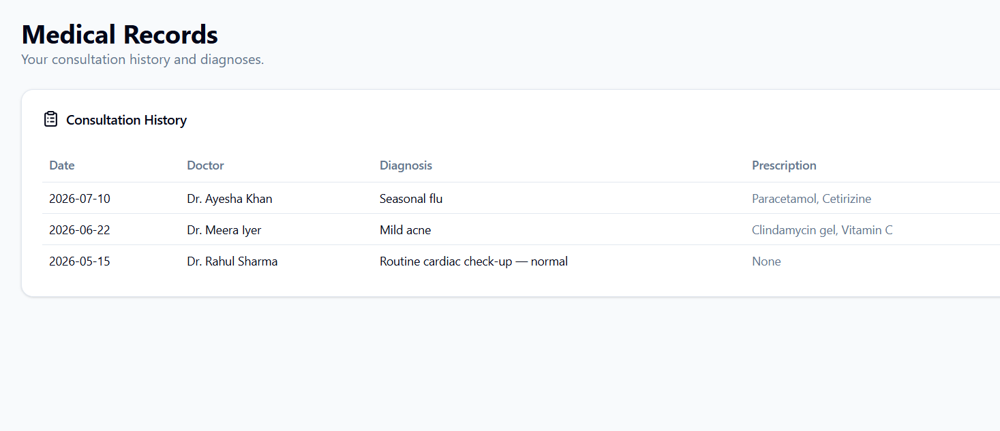 Medical Records
Your consultation history and diagnoses.
Consultation History
Date Doctor Diagnosis Prescription
2026-07-10 Dr. Ayesha Khan Seasonal flu Paracetamol, Cetirizine
2026-06-22 Dr. Meera Iyer Mild acne Clindamycin gel, Vitamin C
2026-05-15 Dr. Rahul Sharma Routine cardiac check-up — normal None